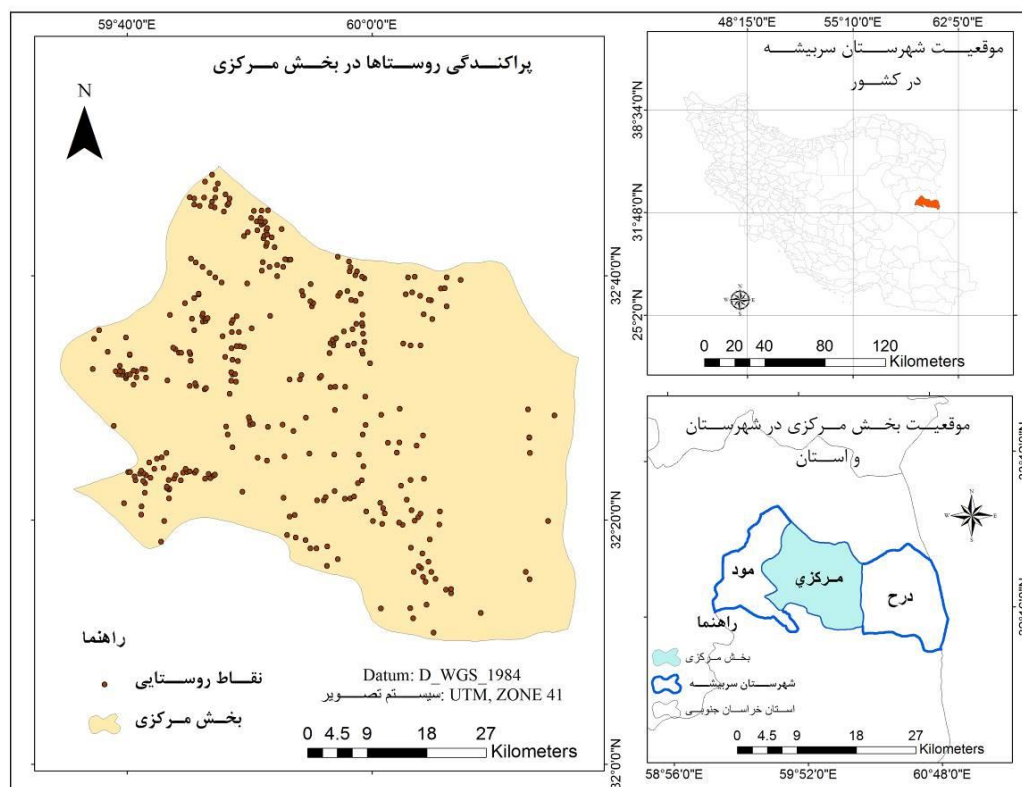 59°40'0"E
60°0'0"E
پراکندگی روستاها در بخش مرکزی
N
32°40'0"N
32°20'0"N
32°0'0"N
راهنما
نقاط روستایی
بخش مرکزی
Datum: D_WGS_1984
سیستم تصویر: UTM, ZONE 41
0 4.5 9 18 27
Kilometers
48°15'0"E
55°10'0"E
62°5'0"E
موقعیت شهرستان سربیشه
در کشور
38°34'0"N
31°48'0"N
25°2'0"N
N
W E
S
0 20 40 80 120
Kilometers
موقعیت بخش مرکزی در شهرستان
و استان
N
W E
S
مود
مرکزی
درح
راهنما
بخش مرکزی
شهرستان سربیشه
استان خراسان جنوبی
0 4.5 9 18 27
Kilometers
58°56'0"E
59°52'0"E
60°48'0"E